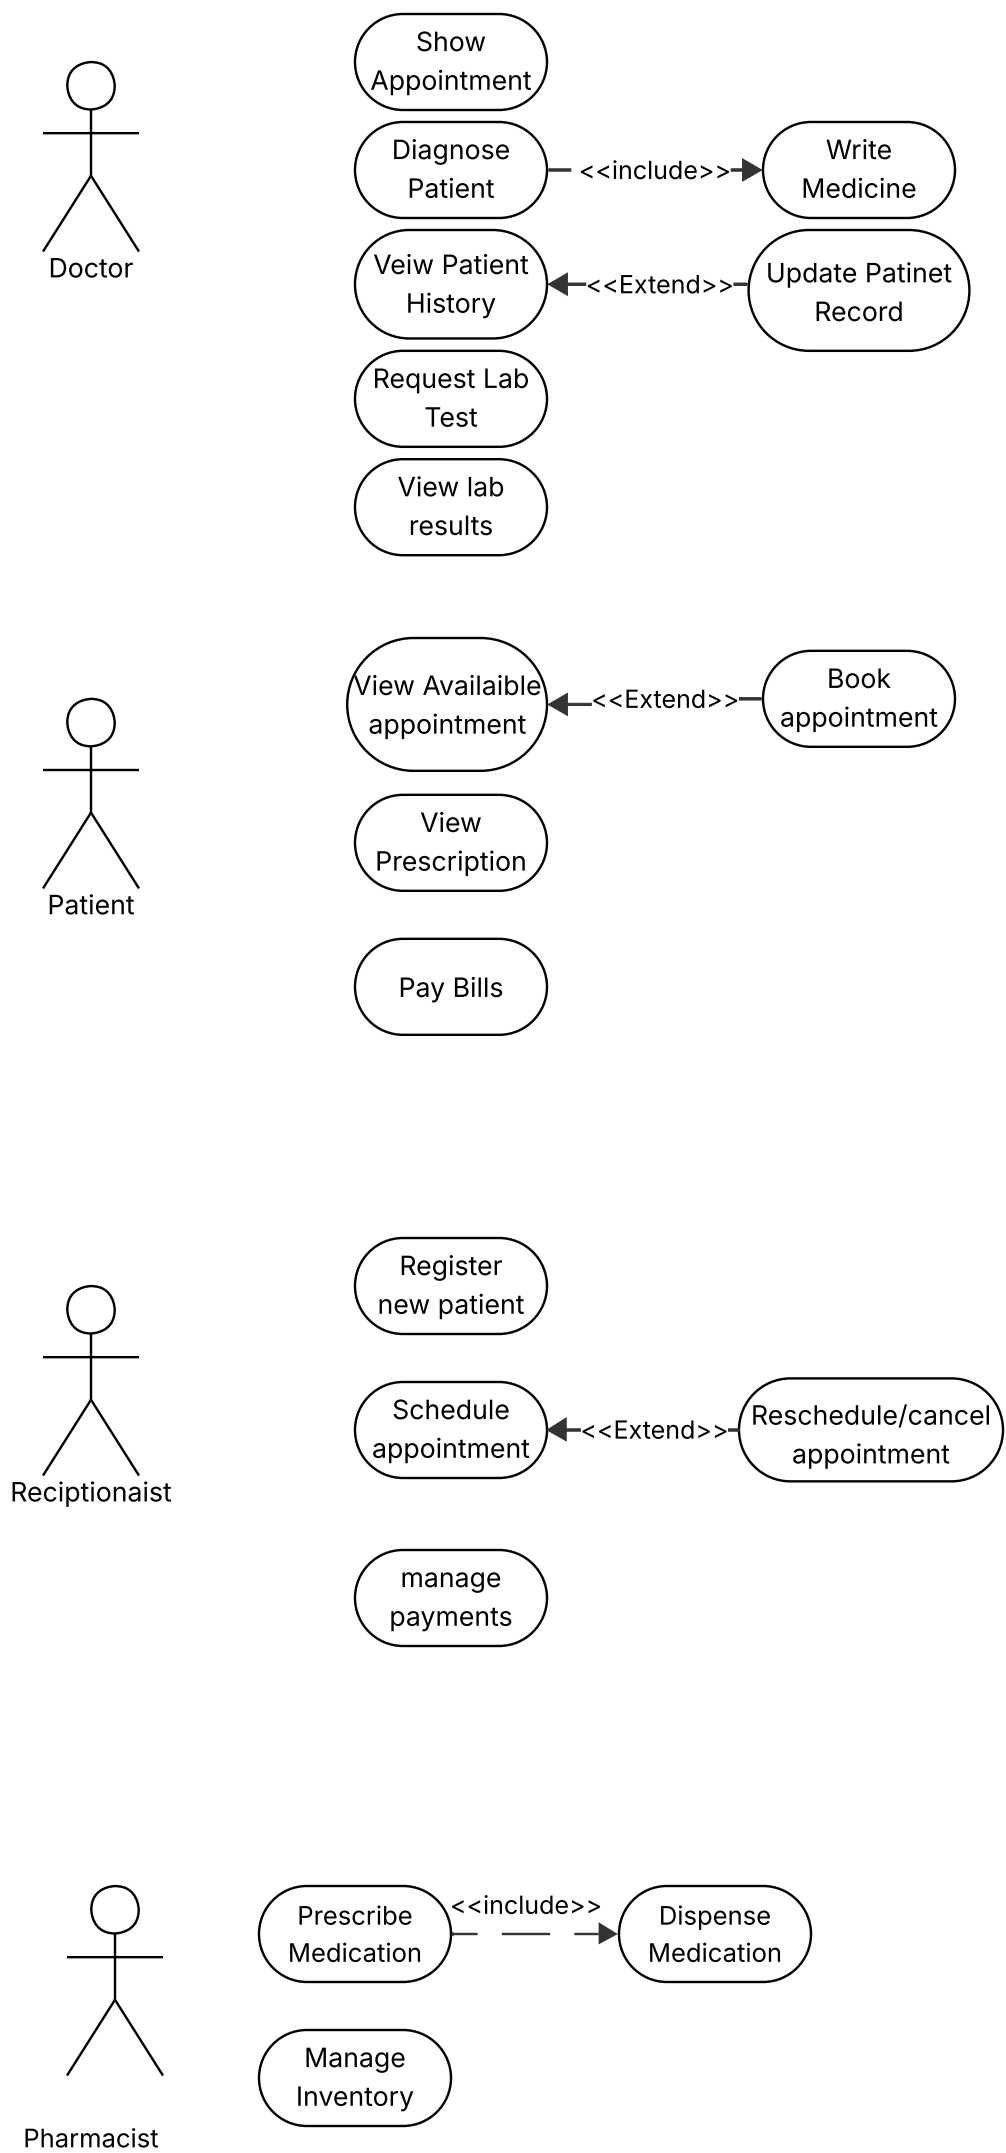 Show
Appointment
Diagnose
Patient
<<include>>
Write
Medicine
Doctor
Veiw Patient
History
<<Extend>>
Update Patinet
Record
Request Lab
Test
View lab
results
View Availaible
appointment
<<Extend>>
Book
appointment
Patient
View
Prescription
Pay Bills
Register
new patient
Reciptionaist
Schedule
appointment
<<Extend>>
Reschedule/cancel
appointment
manage
payments
Prescribe
Medication
<<include>>
Dispense
Medication
Manage
Inventory
Pharmacist